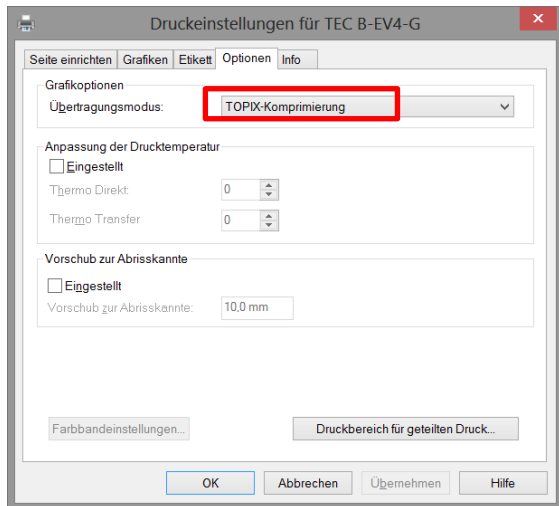 Druckeinstellungen für TEC B-EV4-G
Seite einrichten Grafiken Etikett Optionen Info
Grafikoptionen
Übertragungsmodus: TOPIX-Komprimierung
Anpassung der Drucktemperatur
Eingestellt
Thermo Direkt: 0
Thermo Transfer 0
Vorschub zur Abrisskannte
Eingestellt
Vorschub zur Abrisskannte: 10,0 mm
Farbbandeinstellungen... Druckbereich für geteilten Druck...
OK Abbrechen Übernehmen Hilfe